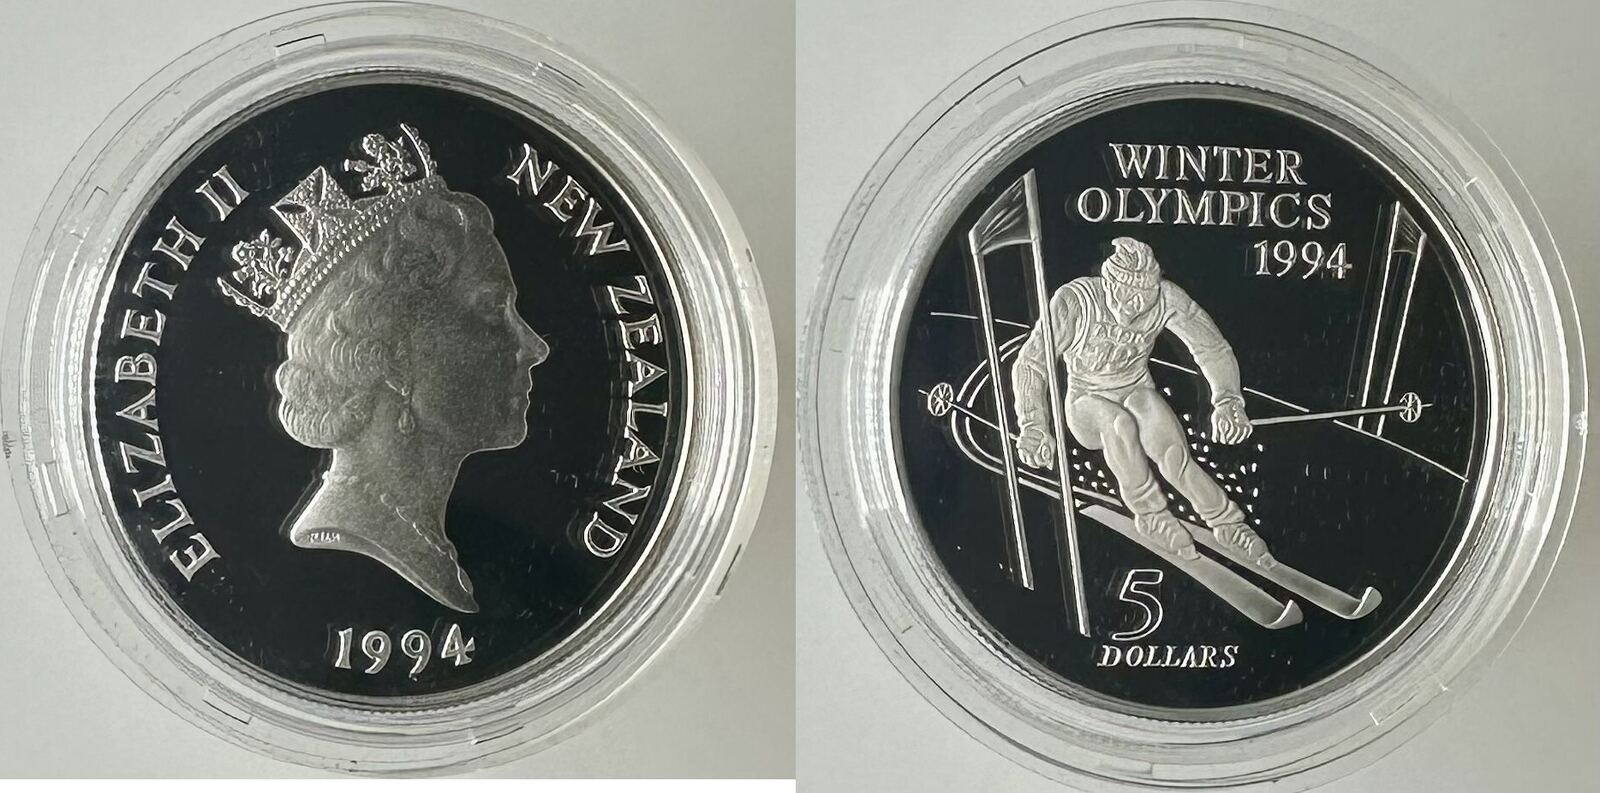 ELIZABETH II
NEW ZEALAND
1994
WINTER
OLYMPICS
1994
5
DOLLARS